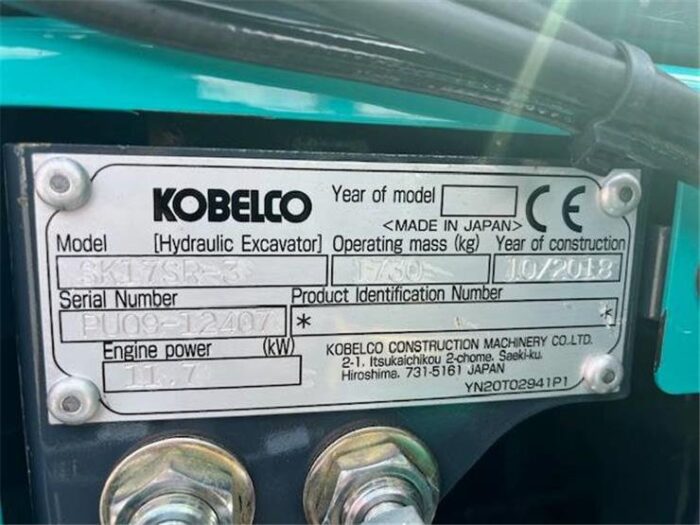 KOBELCO
Year of model
<MADE IN JAPAN>
CE
Model [Hydraulic Excavator] Operating mass (kg) Year of construction
SK17SR-3 1730 10/2018
Serial Number Product Identification Number
PU09-12407 * *
Engine power (kW)
11.7
KOBELCO CONSTRUCTION MACHINERY CO.,LTD.
2-1, Itsukaichikou 2-chome, Saeki-ku,
Hiroshima, 731-5161 JAPAN
YN20T02941P1